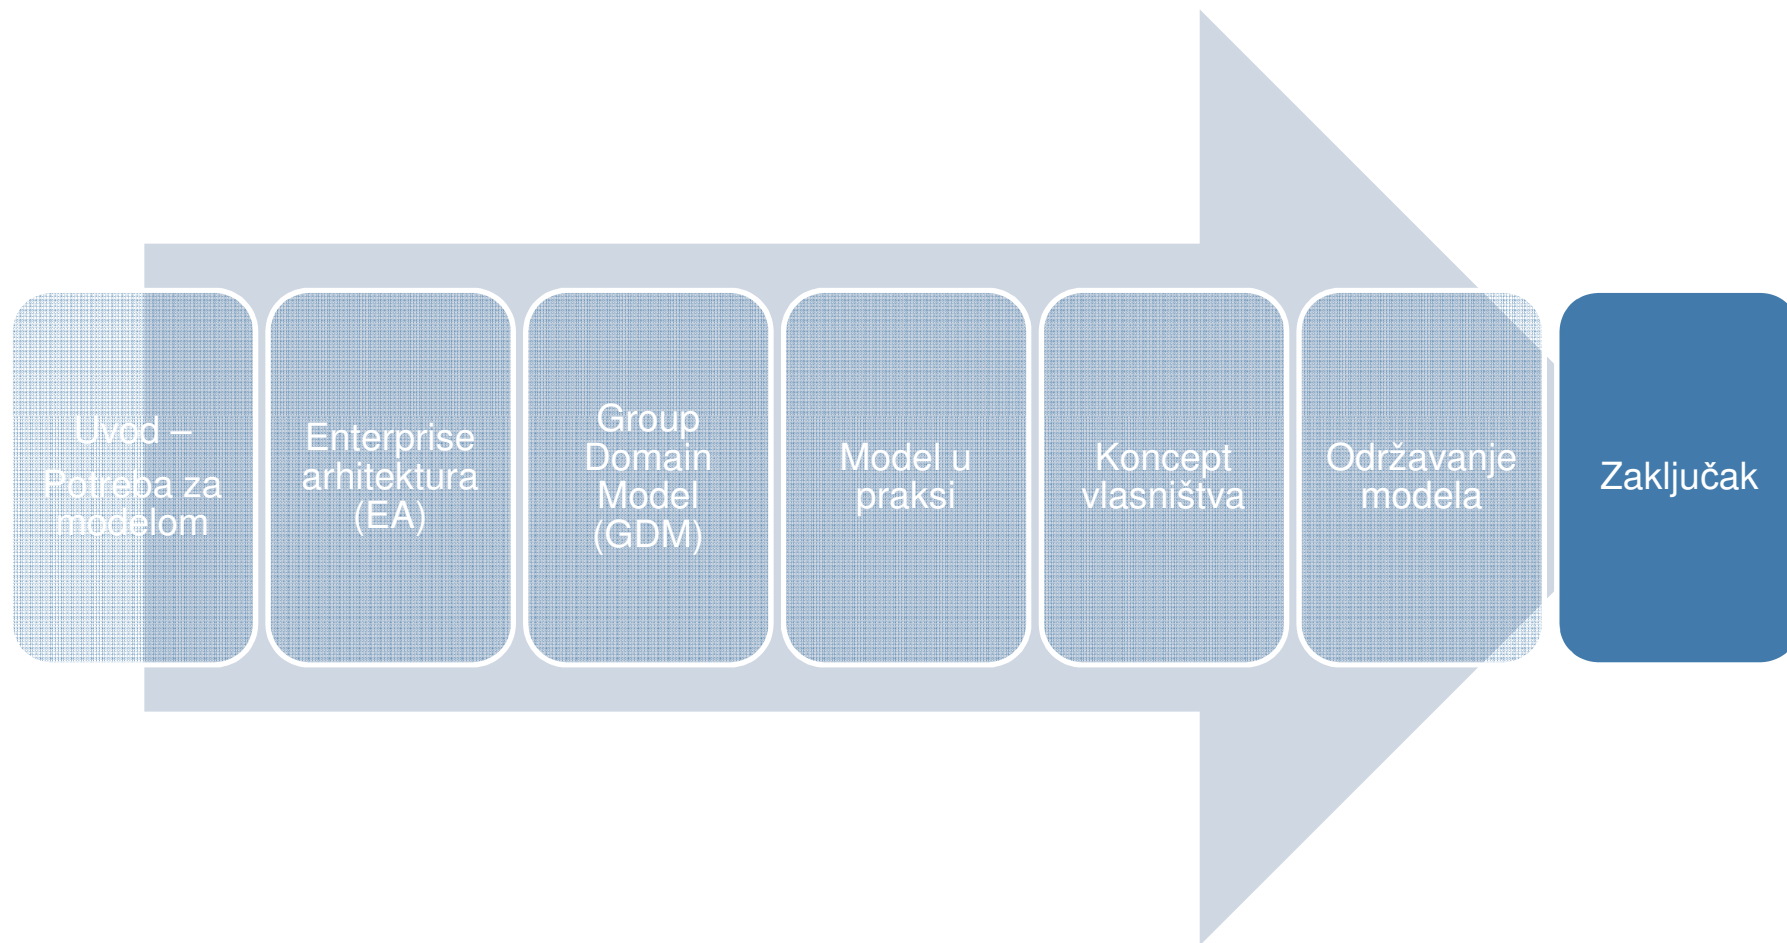 Uvod –
Potreba za
modelom
Enterprise
arhitektura
(EA)
Group
Domain
Model
(GDM)
Model u
praksi
Koncept
vlasništva
Održavanje
modela
Zaključak